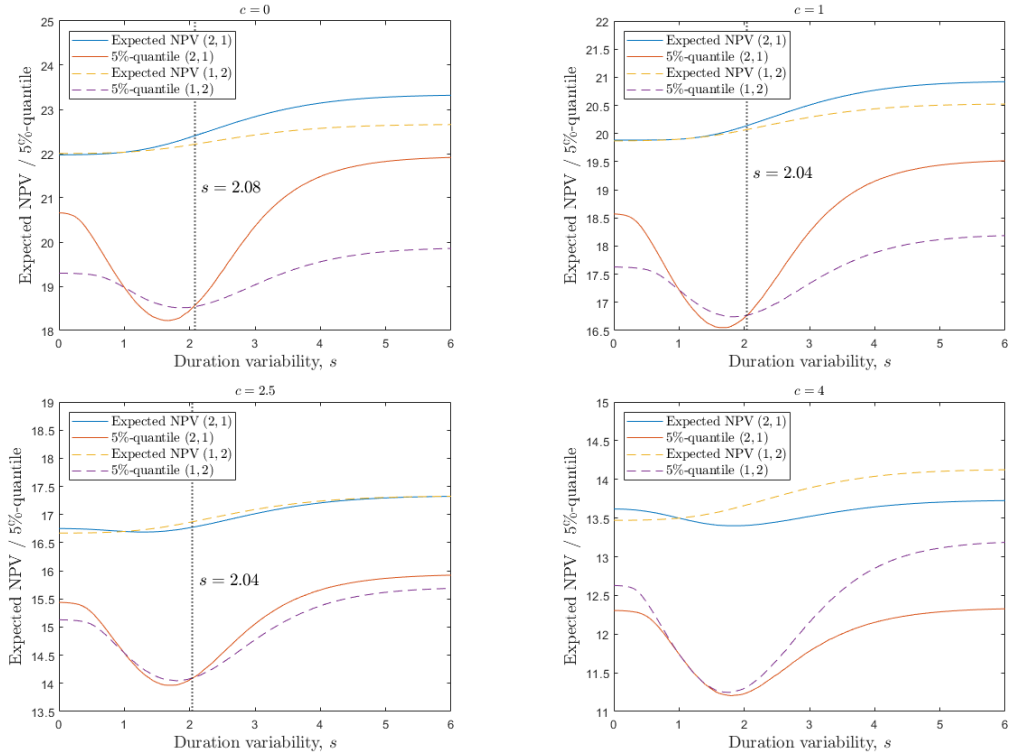 c = 0
25
24
23
22
21
20
19
18
Expected NPV / 5%-quantile
Expected NPV (2, 1)
5%-quantile (2, 1)
Expected NPV (1, 2)
5%-quantile (1, 2)
s = 2.08
0 1 2 3 4 5 6
Duration variability, s
c = 1
22
21.5
21
20.5
20
19.5
19
18.5
18
17.5
17
16.5
Expected NPV / 5%-quantile
Expected NPV (2, 1)
5%-quantile (2, 1)
Expected NPV (1, 2)
5%-quantile (1, 2)
s = 2.04
0 1 2 3 4 5 6
Duration variability, s
c = 2.5
19
18.5
18
17.5
17
16.5
16
15.5
15
14.5
14
13.5
Expected NPV / 5%-quantile
Expected NPV (2, 1)
5%-quantile (2, 1)
Expected NPV (1, 2)
5%-quantile (1, 2)
s = 2.04
0 1 2 3 4 5 6
Duration variability, s
c = 4
15
14.5
14
13.5
13
12.5
12
11.5
11
Expected NPV / 5%-quantile
Expected NPV (2, 1)
5%-quantile (2, 1)
Expected NPV (1, 2)
5%-quantile (1, 2)
0 1 2 3 4 5 6
Duration variability, s